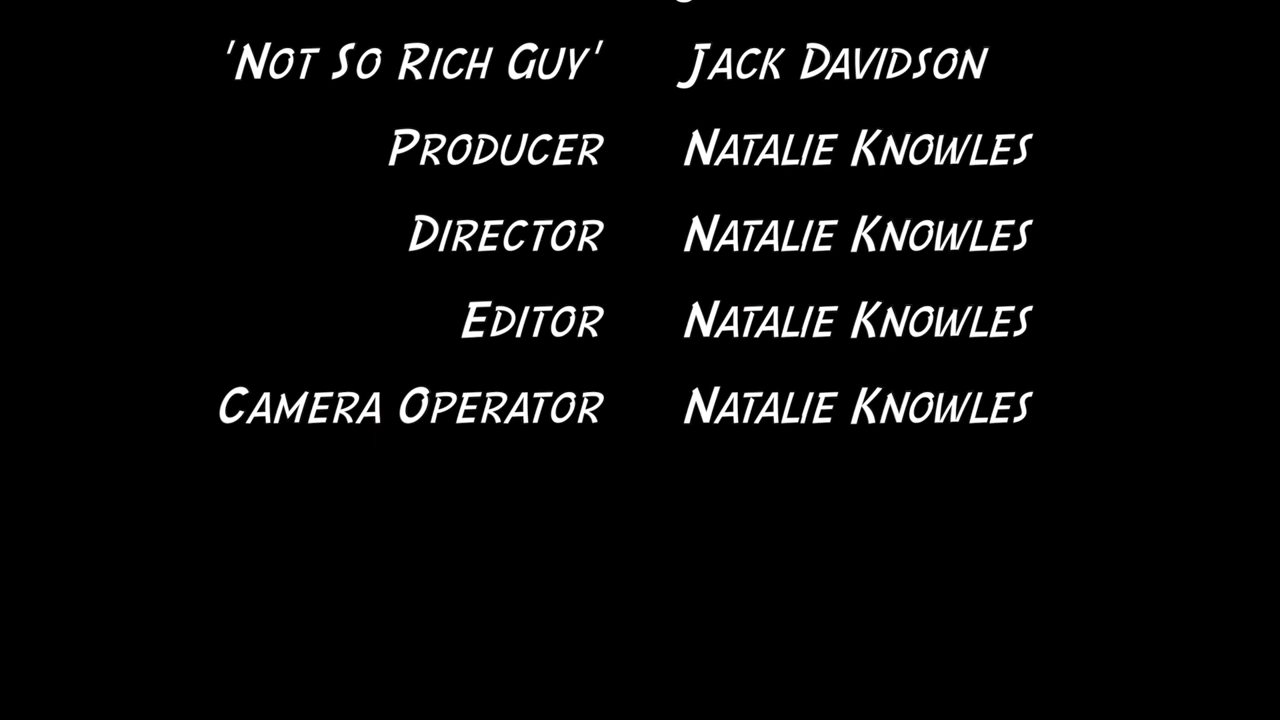 'Not So Rich Guy' Jack Davidson
Producer Natalie Knowles
Director Natalie Knowles
Editor Natalie Knowles
Camera Operator Natalie Knowles